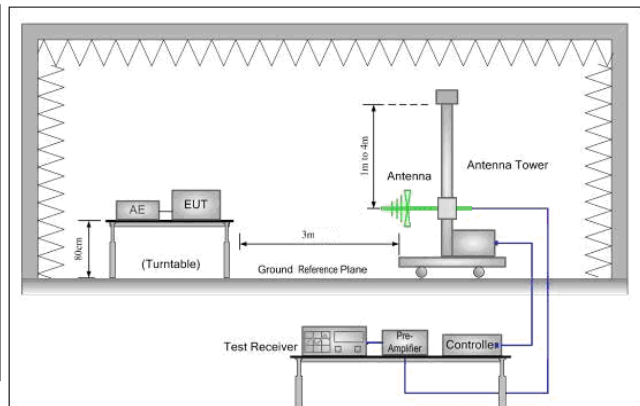 1m to 4m
Antenna
Antenna Tower
AE
EUT
3m
80cm
(Turntable)
Ground Reference Plane
Test Receiver
Pre-
Amplifier
Controller